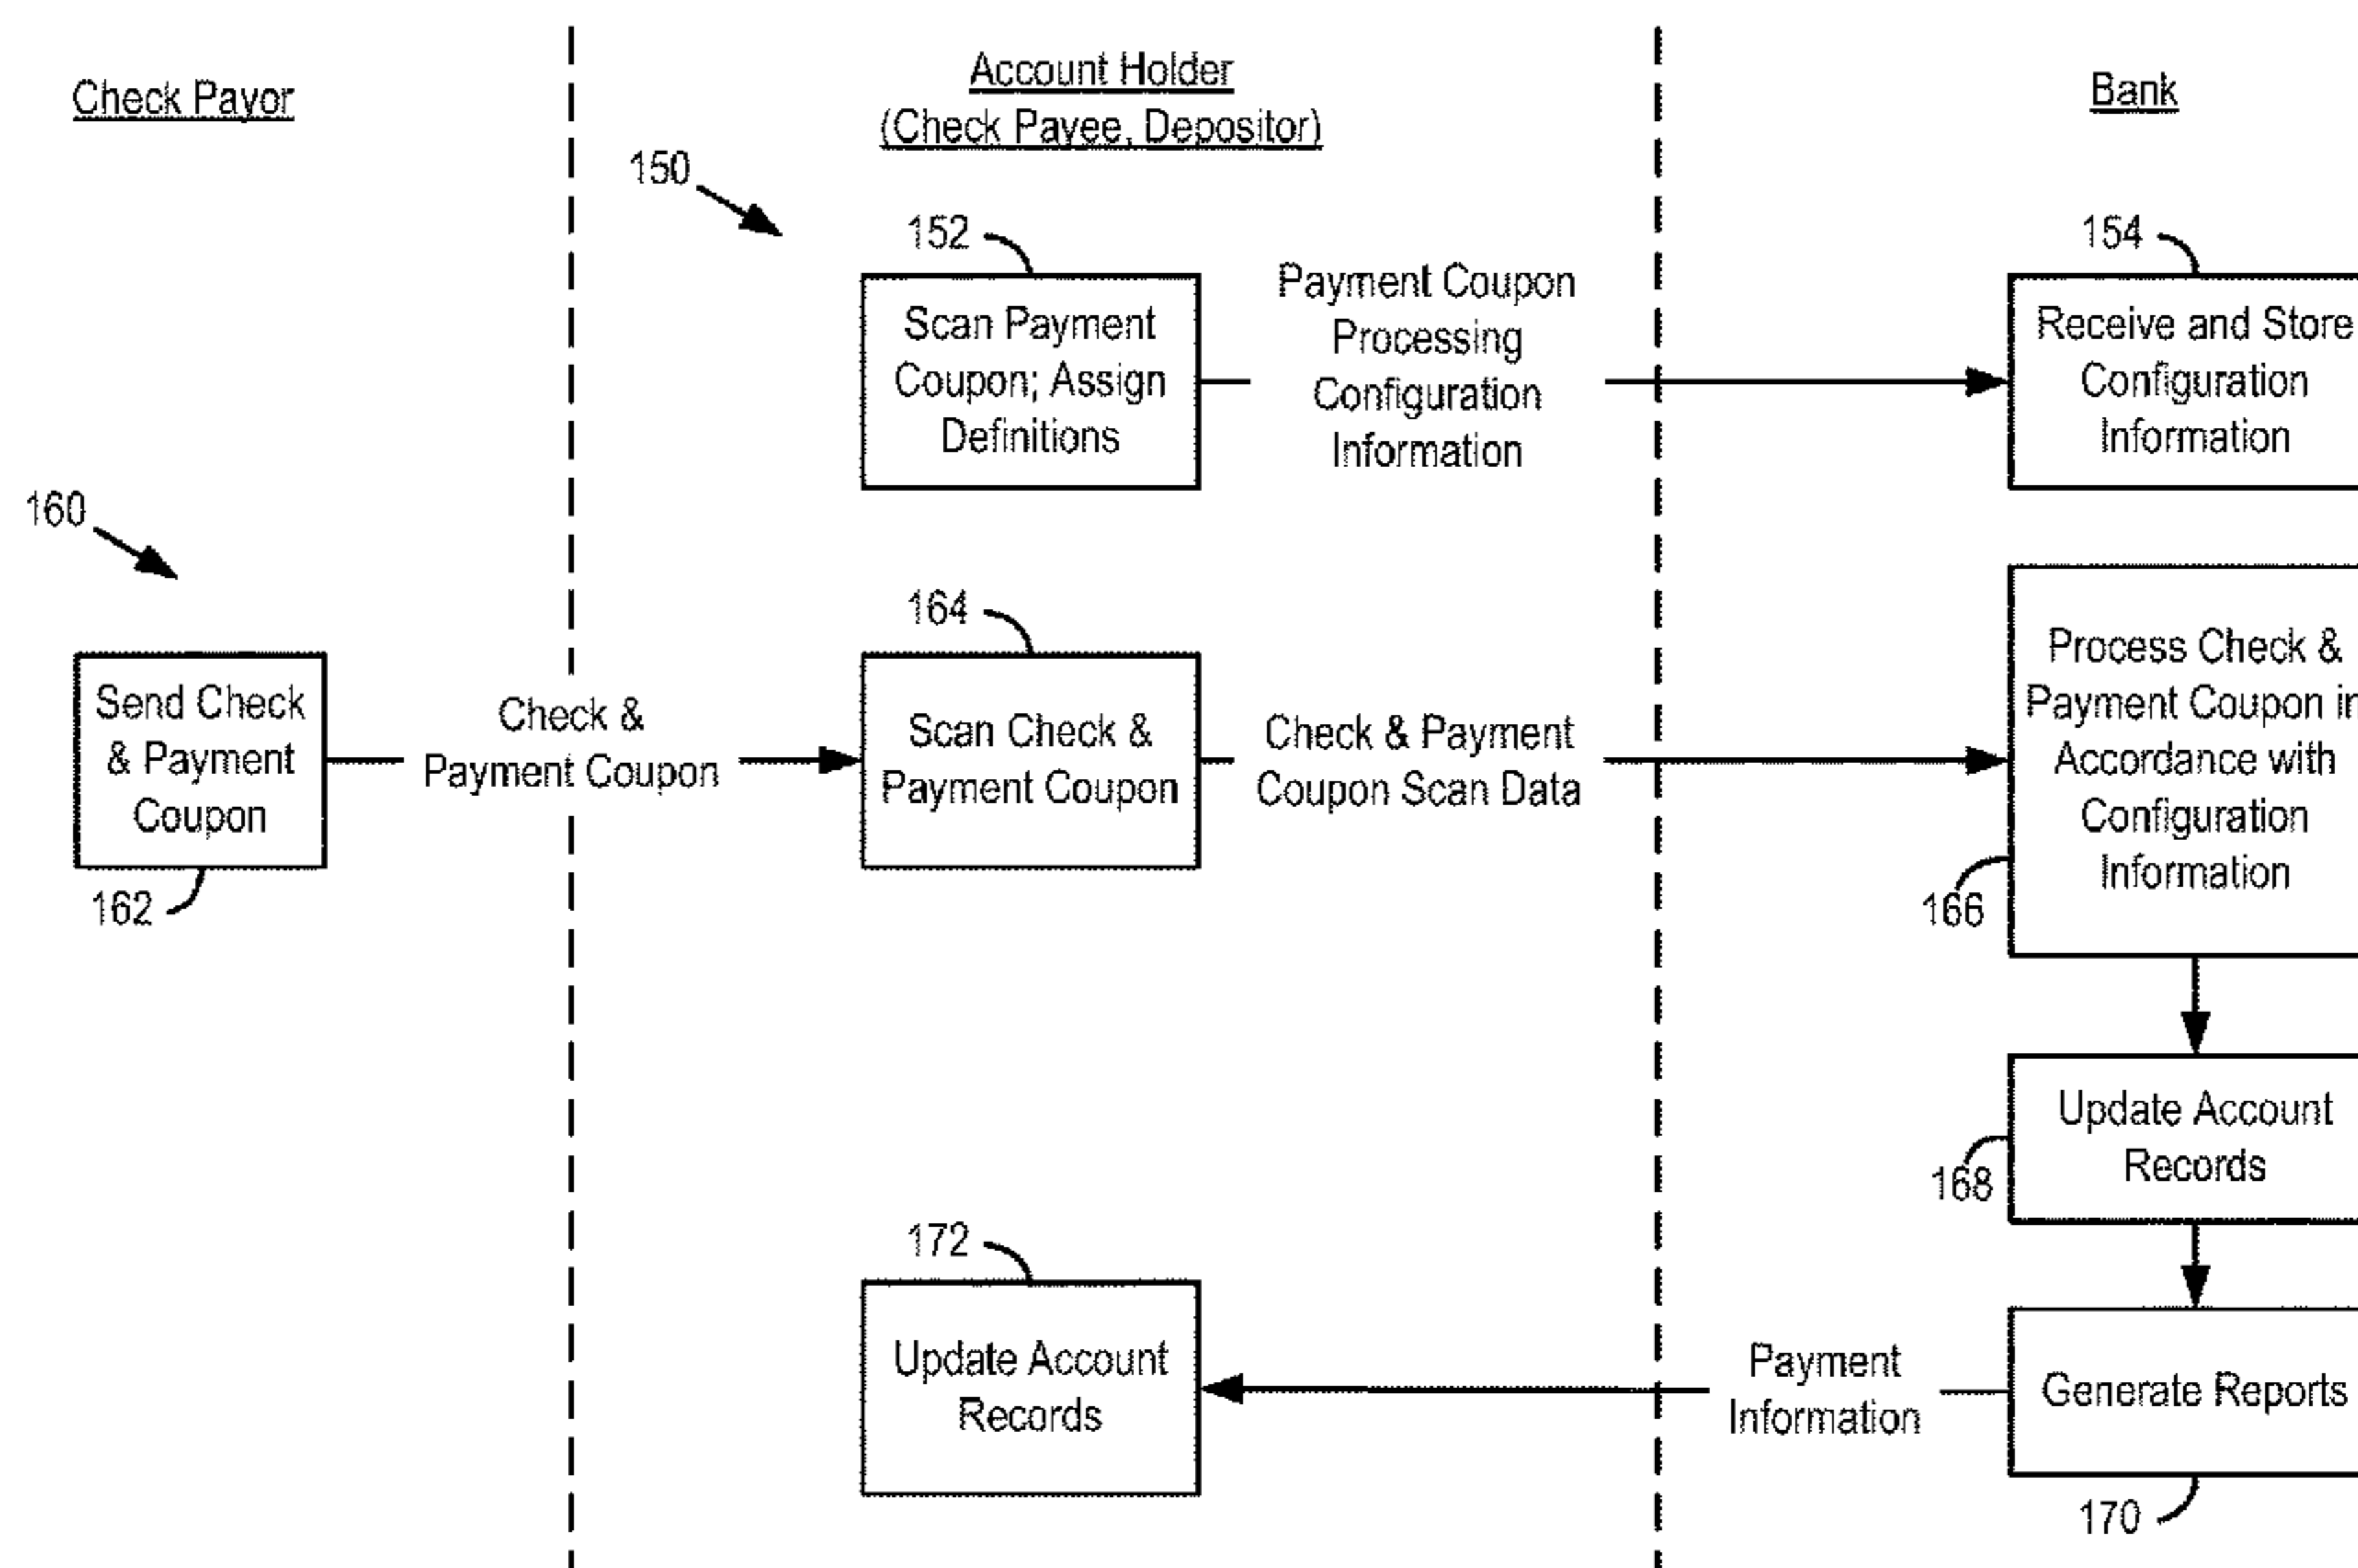 Check Payor
Account Holder
(Check Payee, Depositor)
Bank
150
152
Scan Payment
Coupon; Assign
Definitions
Payment Coupon
Processing
Configuration
Information
154
Receive and Store
Configuration
Information
160
Send Check
& Payment
Coupon
162
Check &
Payment Coupon
164
Scan Check &
Payment Coupon
Check & Payment
Coupon Scan Data
Process Check &
Payment Coupon in
Accordance with
Configuration
Information
166
Update Account
Records
168
172
Update Account
Records
Payment
Information
Generate Reports
170